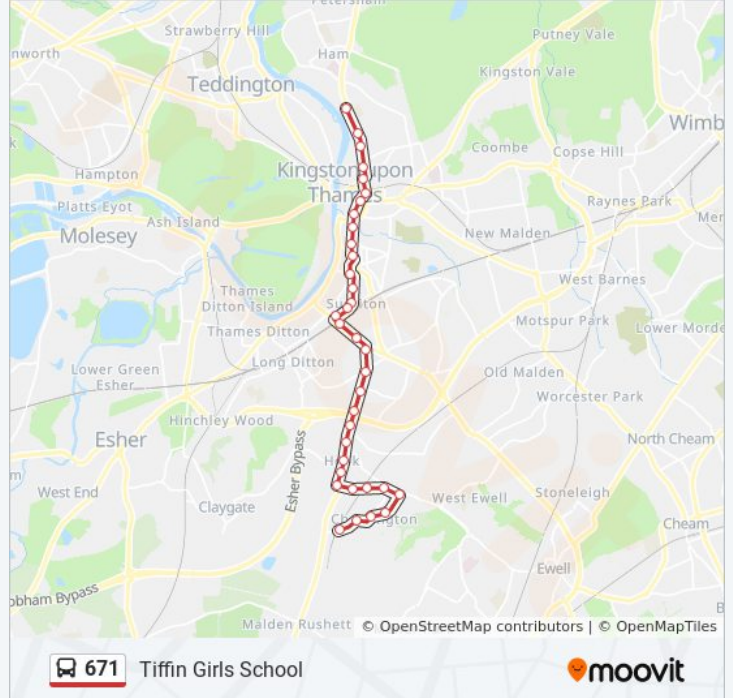 Petersham
Strawberry Hill
Putney Vale
nworth
Ham
Kingston Vale
Teddington
Wimb
Coombe
Copse Hill
Kingston upon
Thames
Hampton
Raynes Park
Platts Eyot
Ash Island
Mer
Molesey
New Malden
West Barnes
Thames
Ditton Island
Surbiton
Motspur Park
Lower Morde
Thames Ditton
Long Ditton
Lower Green
Esher
Old Malden
Worcester Park
Hinchley Wood
Esher
North Cheam
Esher Bypass
Hook
West End
Claygate
West Ewell
Stoneleigh
Chessington
Cheam
Ewell
obham Bypass
B
Malden Rushett
© OpenStreetMap contributors | © OpenMapTiles
671 Tiffin Girls School
moovit